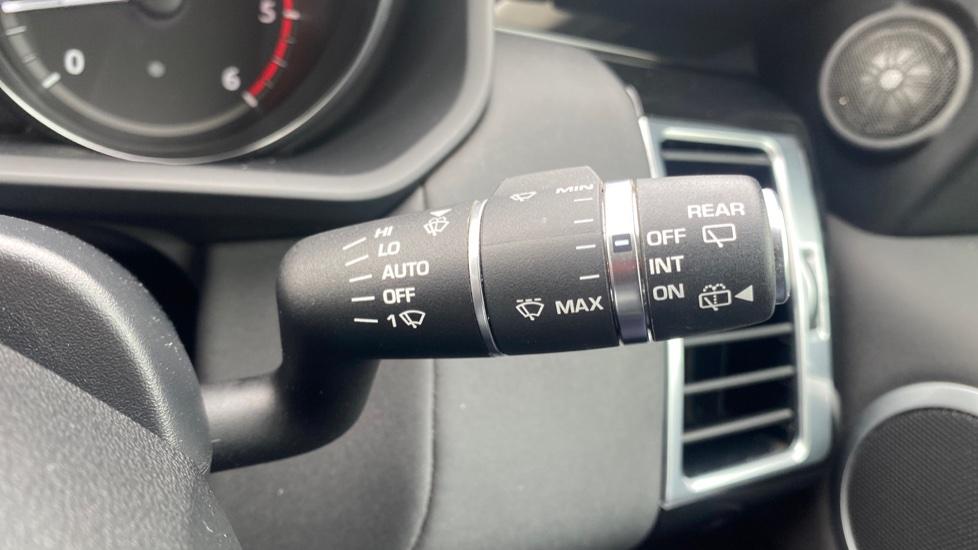 0
5
6
HI
LO
AUTO
OFF
1
MIN
MAX
REAR
OFF
INT
ON